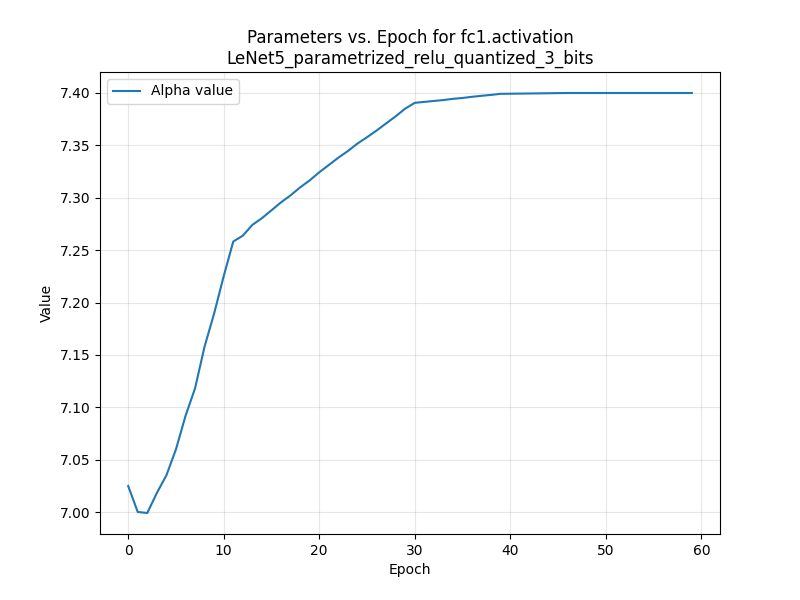 Parameters vs. Epoch for fc1.activation
LeNet5_parametrized_relu_quantized_3_bits
Alpha value
7.40
7.35
7.30
7.25
7.20
7.15
7.10
7.05
7.00
Value
0 10 20 30 40 50 60
Epoch